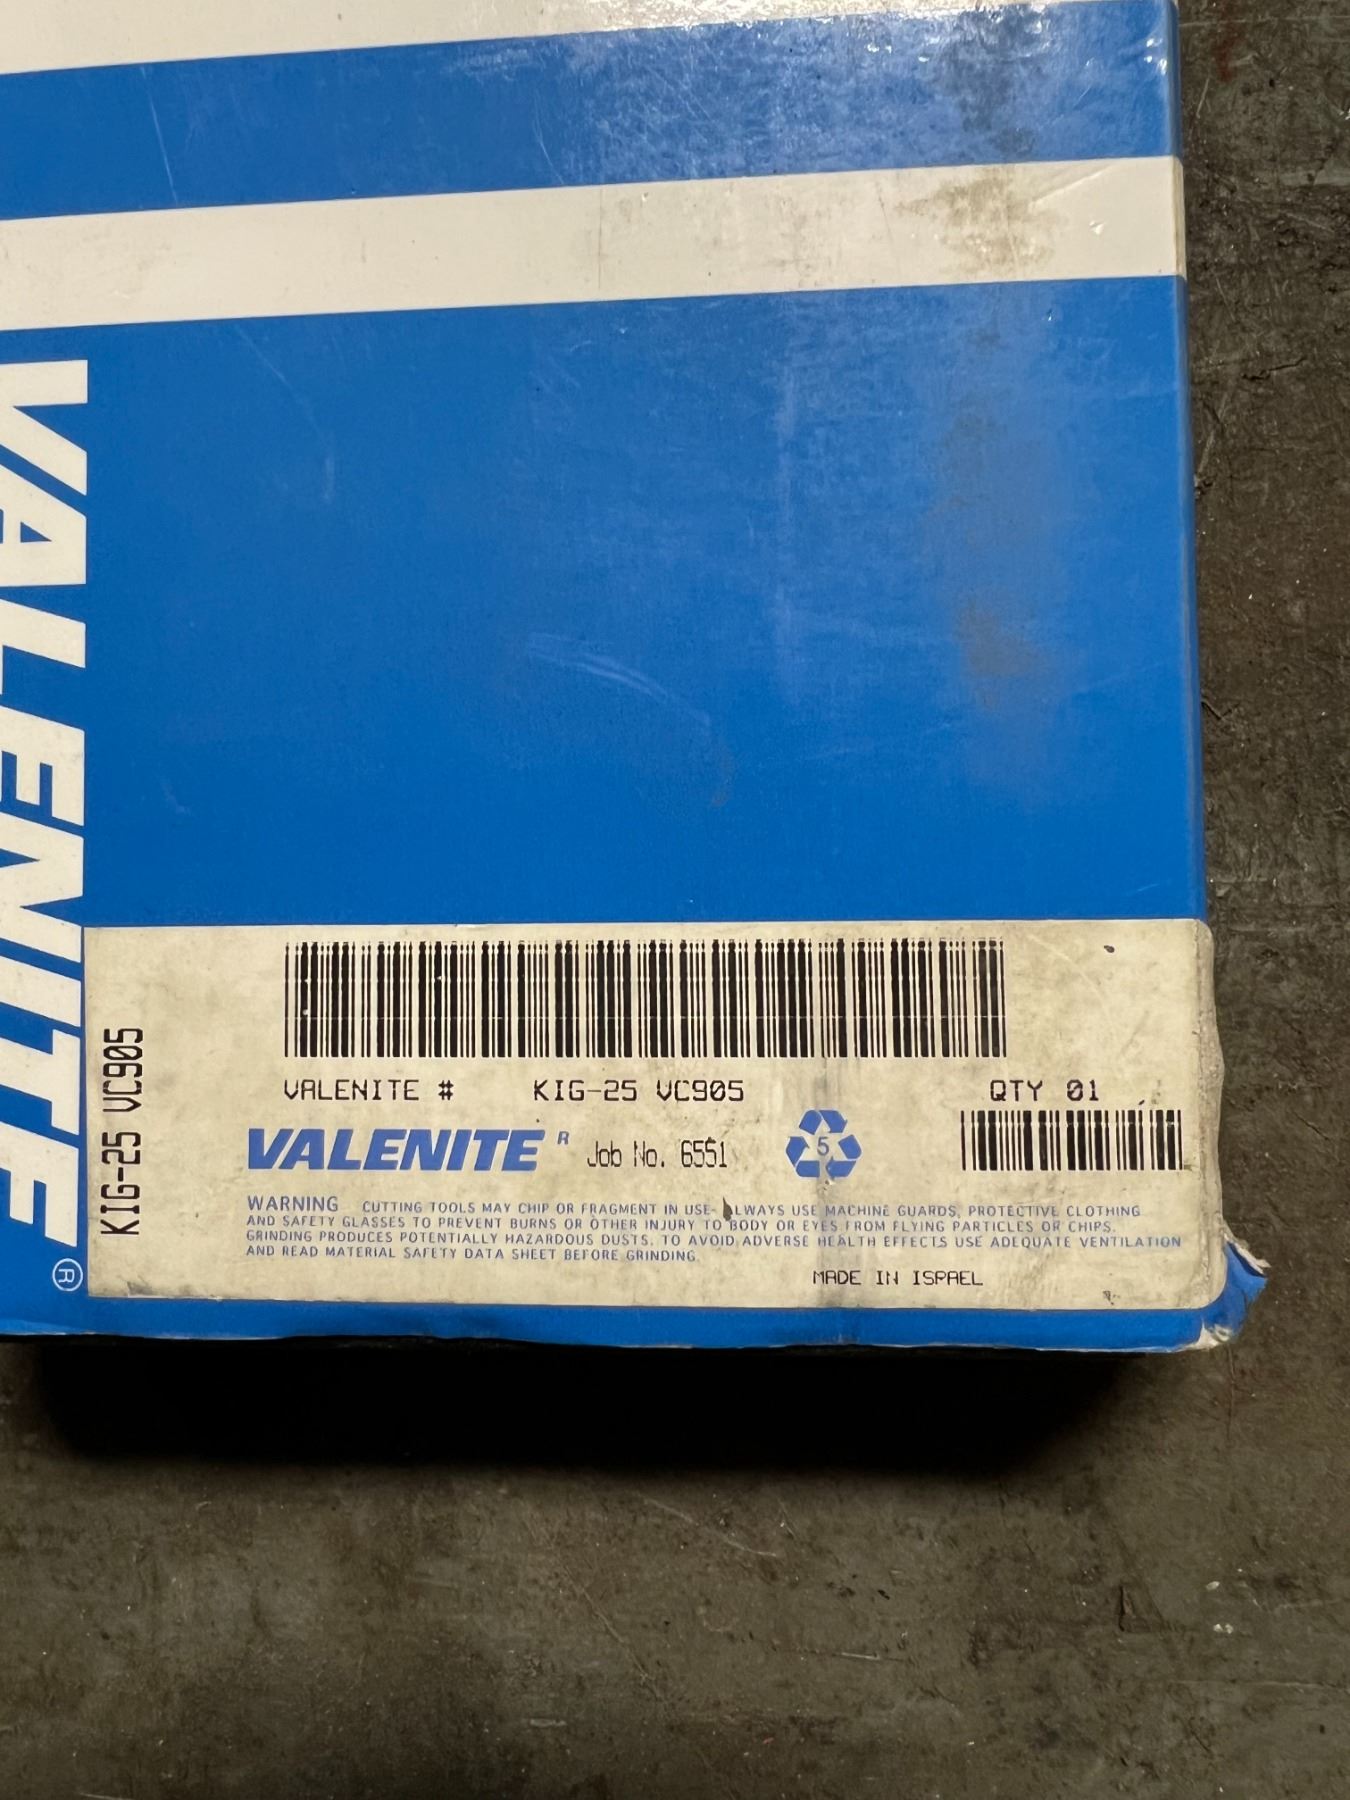 VALENITE®
KIG-25 VC905
VALENITE # KIG-25 VC905 QTY 01
VALENITE R Job No. 6551 5
WARNING CUTTING TOOLS MAY CHIP OR FRAGMENT IN USE- ALWAYS USE MACHINE GUARDS, PROTECTIVE CLOTHING
AND SAFETY GLASSES TO PREVENT BURNS OR OTHER INJURY TO BODY OR EYES FROM FLYING PARTICLES OR CHIPS.
GRINDING PRODUCES POTENTIALLY HAZARDOUS DUSTS. TO AVOID ADVERSE HEALTH EFFECTS USE ADEQUATE VENTILATION
AND READ MATERIAL SAFETY DATA SHEET BEFORE GRINDING.
MADE IN ISRAEL